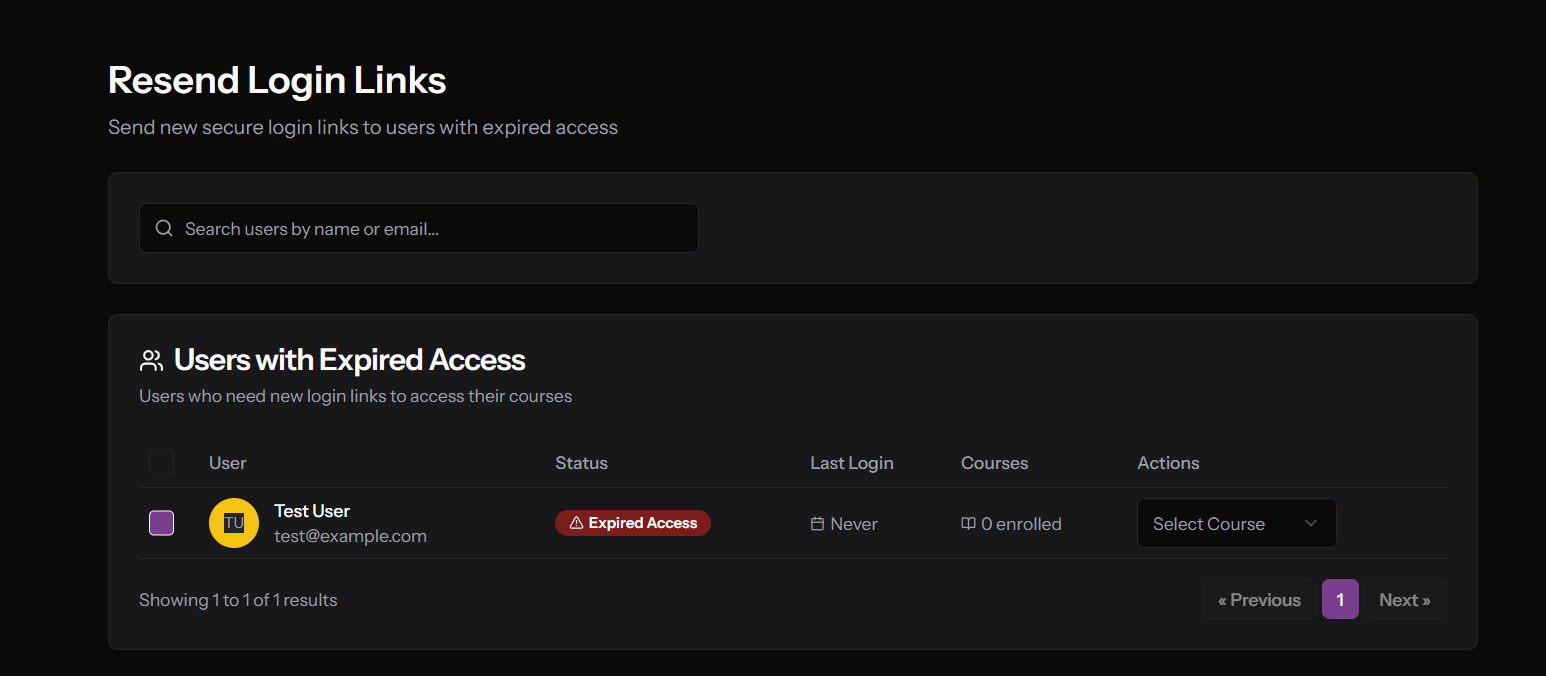 Resend Login Links
Send new secure login links to users with expired access
Search users by name or email...
Users with Expired Access
Users who need new login links to access their courses
User Status Last Login Courses Actions
TU Test User Expired Access Never 0 enrolled Select Course
test@example.com
Showing 1 to 1 of 1 results « Previous 1 Next »